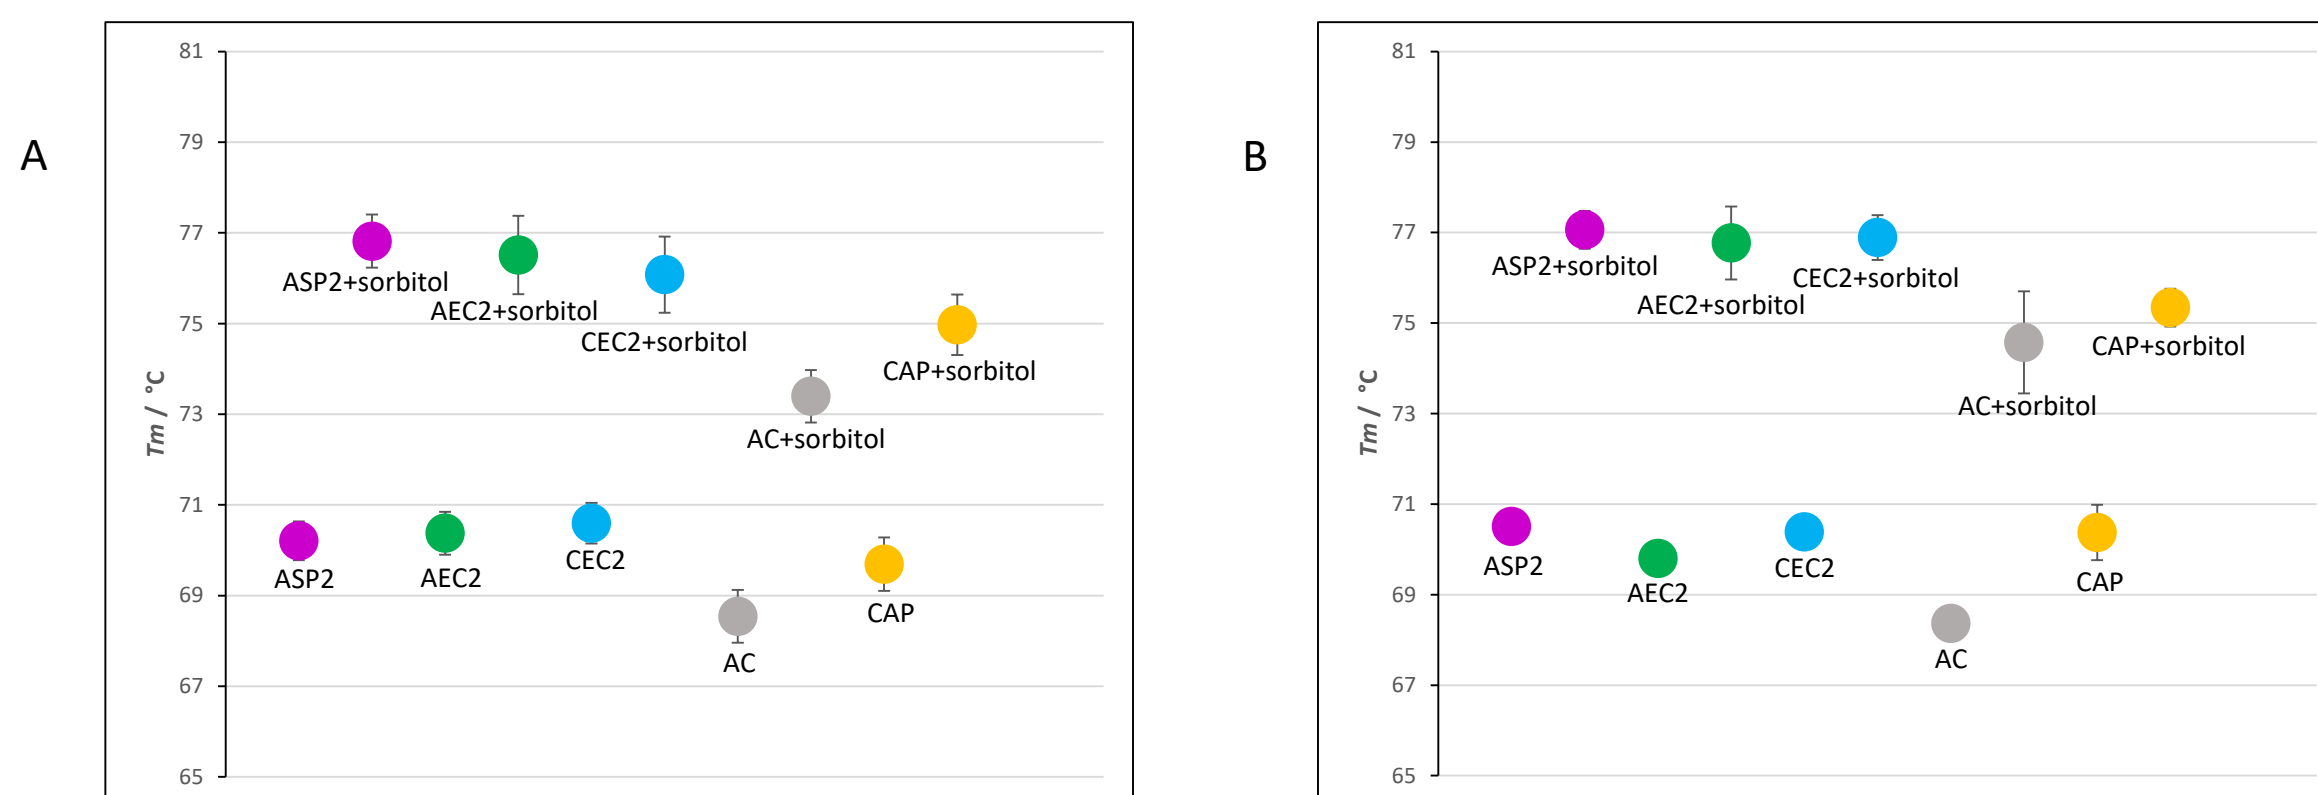 A
81
79
77
75
73
71
69
67
65
Tm / °C
ASP2+sorbitol
AEC2+sorbitol
CEC2+sorbitol
CAP+sorbitol
AC+sorbitol
ASP2
AEC2
CEC2
CAP
AC
B
81
79
77
75
73
71
69
67
65
Tm / °C
ASP2+sorbitol
CEC2+sorbitol
AEC2+sorbitol
CAP+sorbitol
AC+sorbitol
ASP2
CEC2
CAP
AEC2
AC